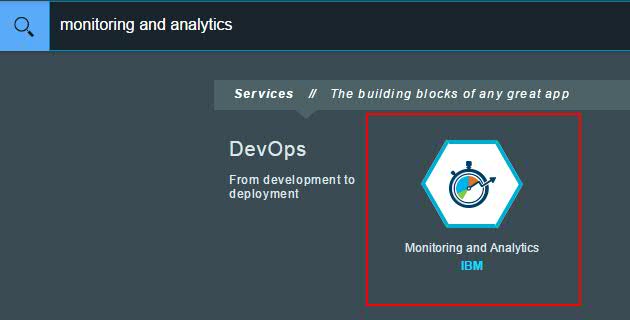 monitoring and analytics
Services // The building blocks of any great app
DevOps
From development to
deployment
Monitoring and Analytics
IBM